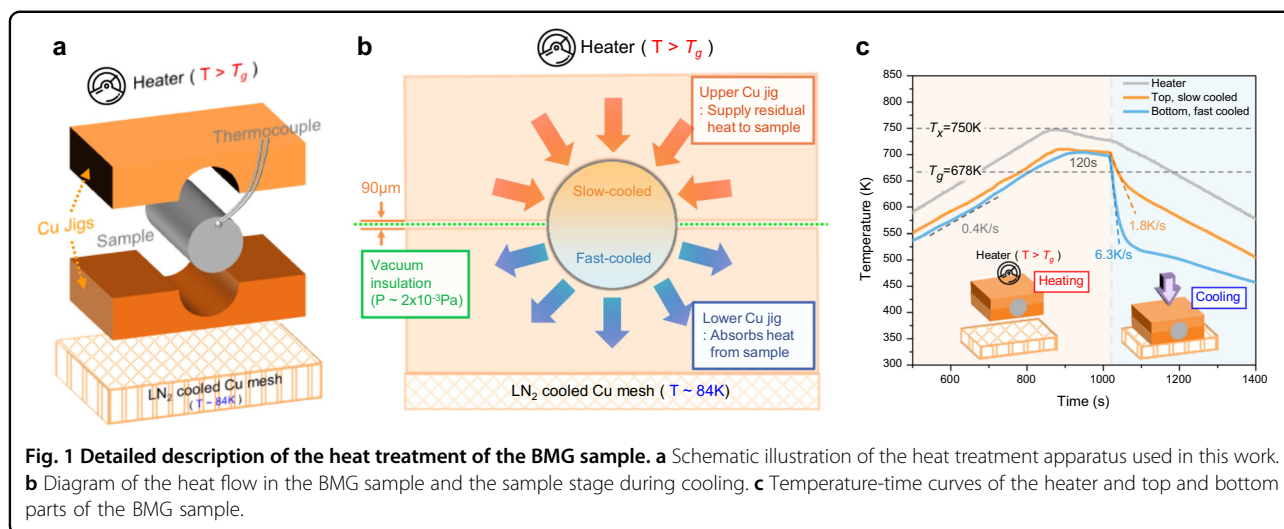 a
Heater ( T > Tg )
Thermocouple
Cu Jigs
Sample
LN2 cooled Cu mesh
( T ~ 84K )
b
Heater ( T > Tg )
Upper Cu jig
: Supply residual
heat to sample
90μm
Slow-cooled
Fast-cooled
Vacuum
insulation
(P ~ 2x10-3Pa)
Lower Cu jig
: Absorbs heat
from sample
LN2 cooled Cu mesh ( T ~ 84K )
c
Heater
Top, slow cooled
Bottom, fast cooled
Tx=750K
Tg=678K
120s
0.4K/s
1.8K/s
6.3K/s
Heater ( T > Tg )
Heating
Cooling
Temperature (K)
850
800
750
700
650
600
550
500
450
400
350
300
600
800
1000
1200
1400
Time (s)
Fig. 1 Detailed description of the heat treatment of the BMG sample. a Schematic illustration of the heat treatment apparatus used in this work.
b Diagram of the heat flow in the BMG sample and the sample stage during cooling. c Temperature-time curves of the heater and top and bottom
parts of the BMG sample.